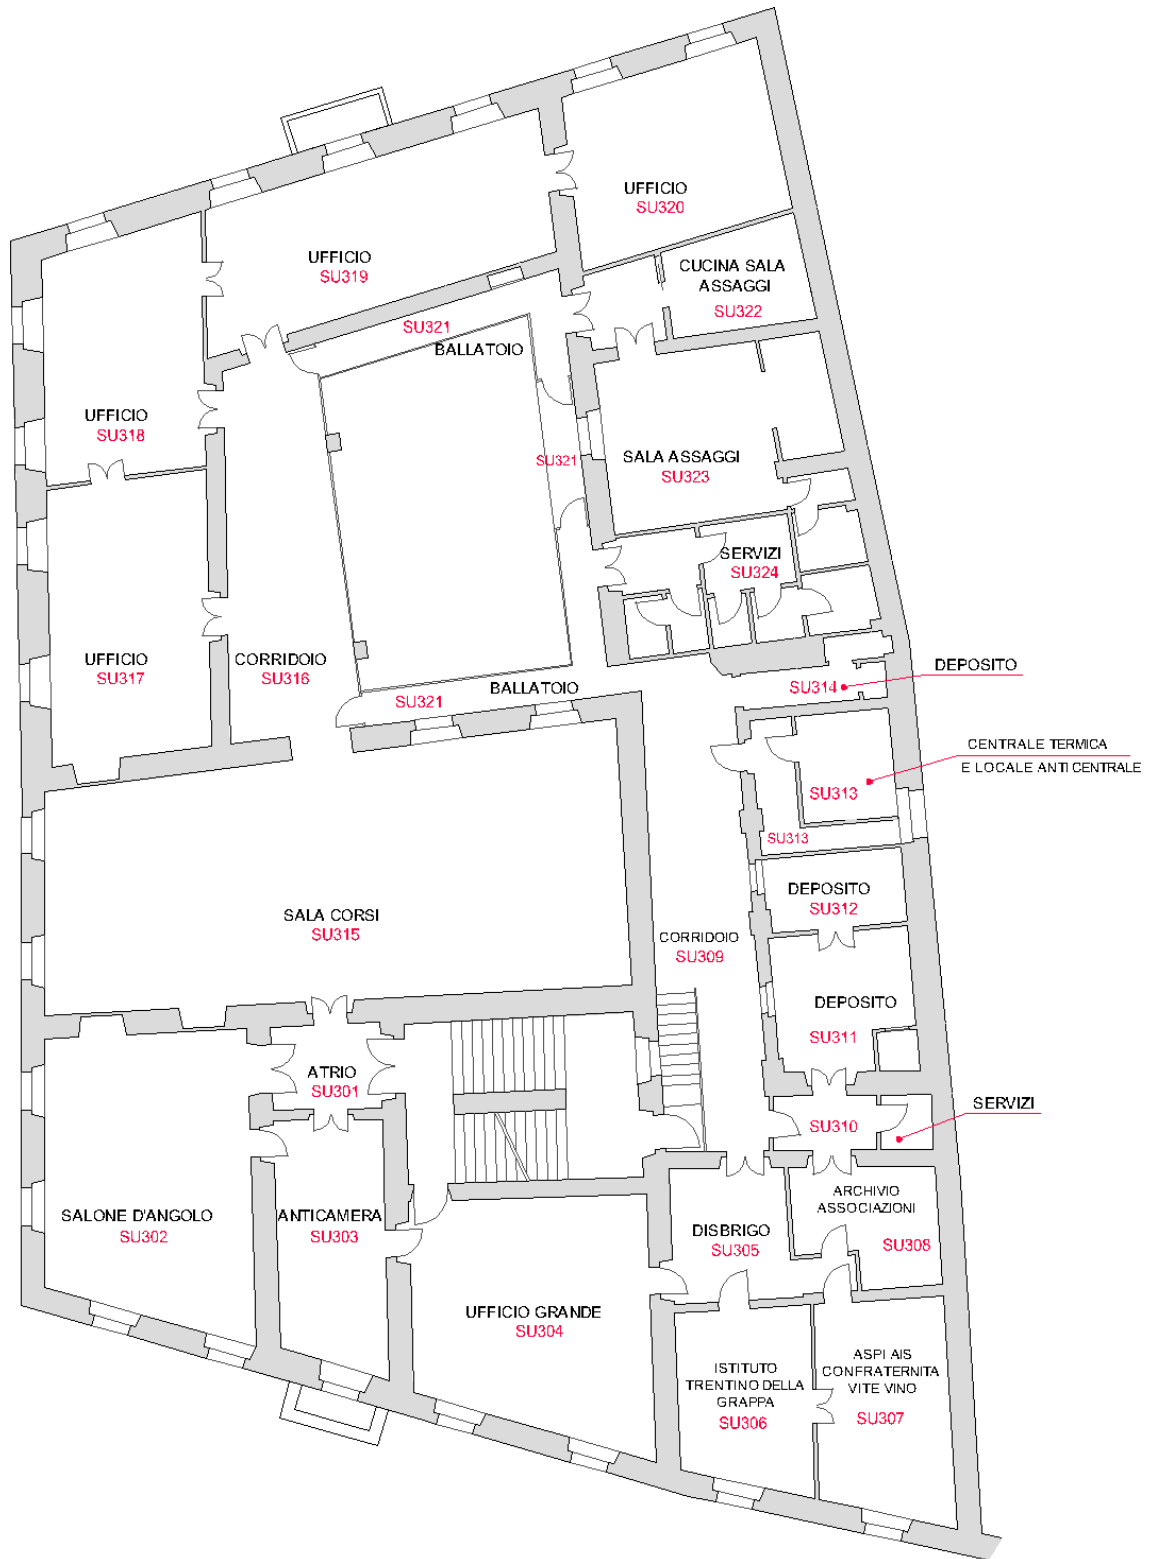 UFFICIO
SU320
UFFICIO
SU319
CUCINA SALA
ASSAGGI
SU322
SU321
BALLATOIO
UFFICIO
SU318
SU321
SALA ASSAGGI
SU323
SERVIZI
SU324
UFFICIO
SU317
CORRIDOIO
SU316
SU321
BALLATOIO
DEPOSITO
SU314
CENTRALE TERMICA
E LOCALE ANTI CENTRALE
SU313
SU313
DEPOSITO
SU312
SALA CORSI
SU315
CORRIDOIO
SU309
DEPOSITO
SU311
ATRIO
SU301
SERVIZI
SU310
SALONE D'ANGOLO
SU302
ANTICAMERA
SU303
DISBRIGO
SU305
ARCHIVIO
ASSOCIAZIONI
SU308
UFFICIO GRANDE
SU304
ISTITUTO
TRENTINO DELLA
GRAPPA
SU306
ASPI AIS
CONFRATERNITA
VITE VINO
SU307